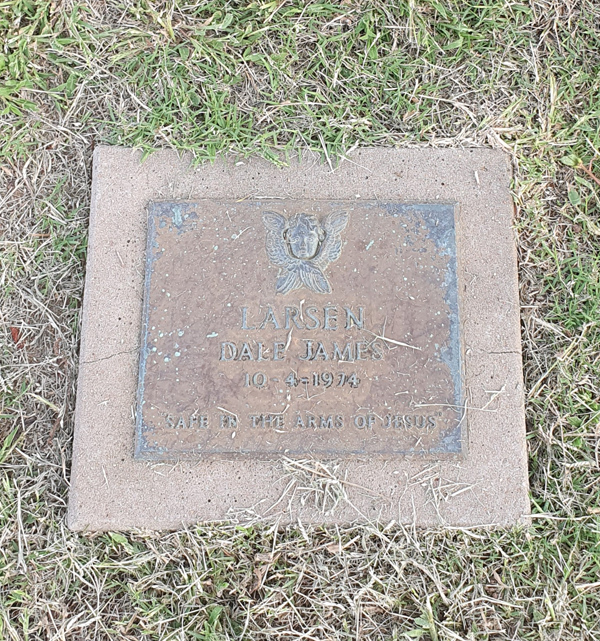 LARSEN
DALE JAMES
10-4-1974
'SAFE IN THE ARMS OF JESUS'